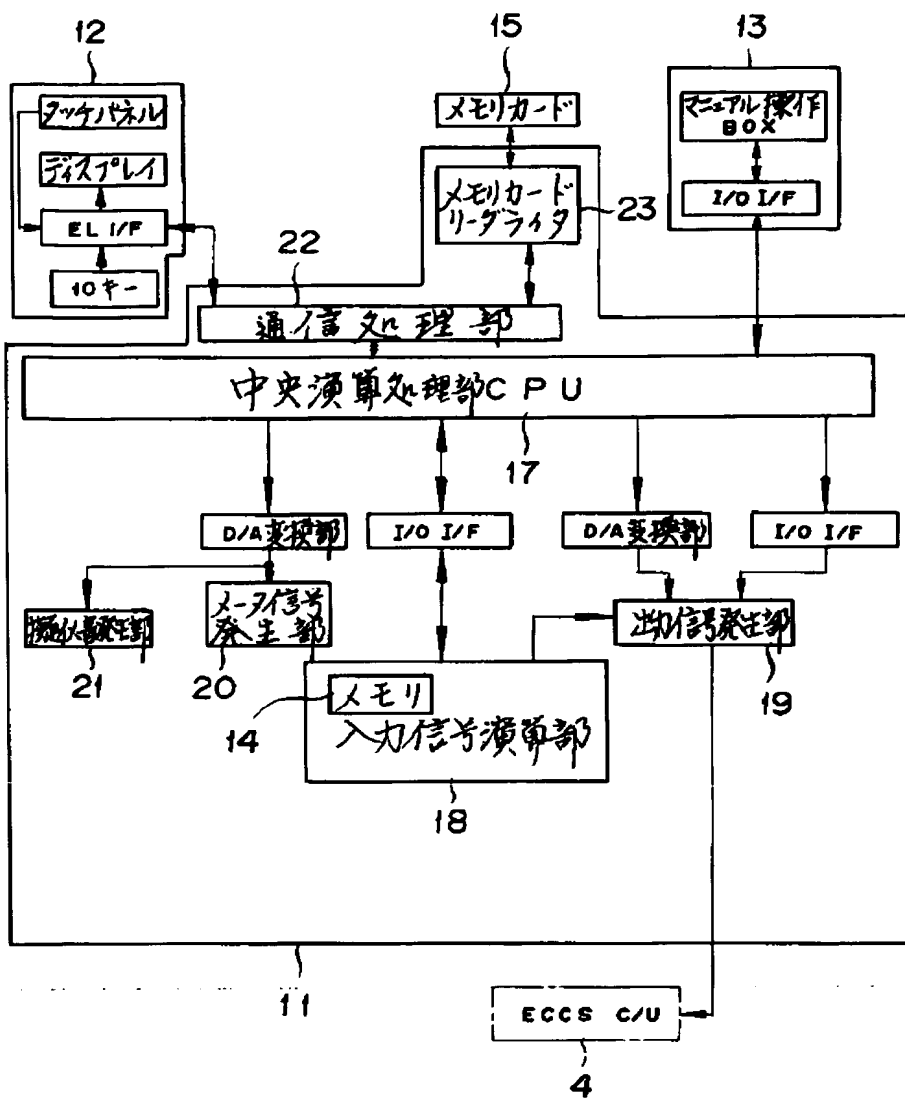 12
15
13
タッチパネル
ディスプレイ
EL I/F
10キー
メモリカード
メモリカード
リーダライタ
23
マニュアル操作
BOX
I/O I/F
22
通信処理部
中央演算処理部CPU
17
D/A変換部
I/O I/F
D/A変換部
I/O I/F
メータ信号
発生部
出力信号発生部
21
20
19
メモリ
14
入力信号演算部
18
11
ECCS C/U
4